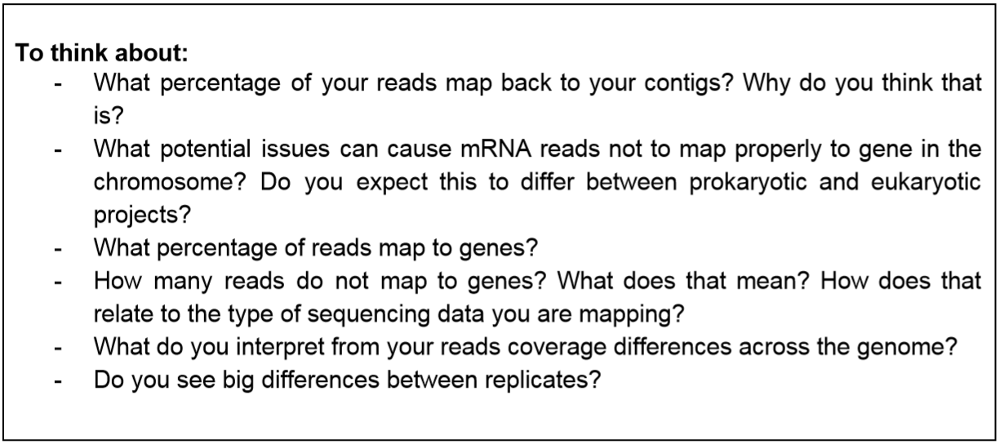 To think about:
- What percentage of your reads map back to your contigs? Why do you think that
is?
- What potential issues can cause mRNA reads not to map properly to gene in the
chromosome? Do you expect this to differ between prokaryotic and eukaryotic
projects?
- What percentage of reads map to genes?
- How many reads do not map to genes? What does that mean? How does that
relate to the type of sequencing data you are mapping?
- What do you interpret from your reads coverage differences across the genome?
- Do you see big differences between replicates?